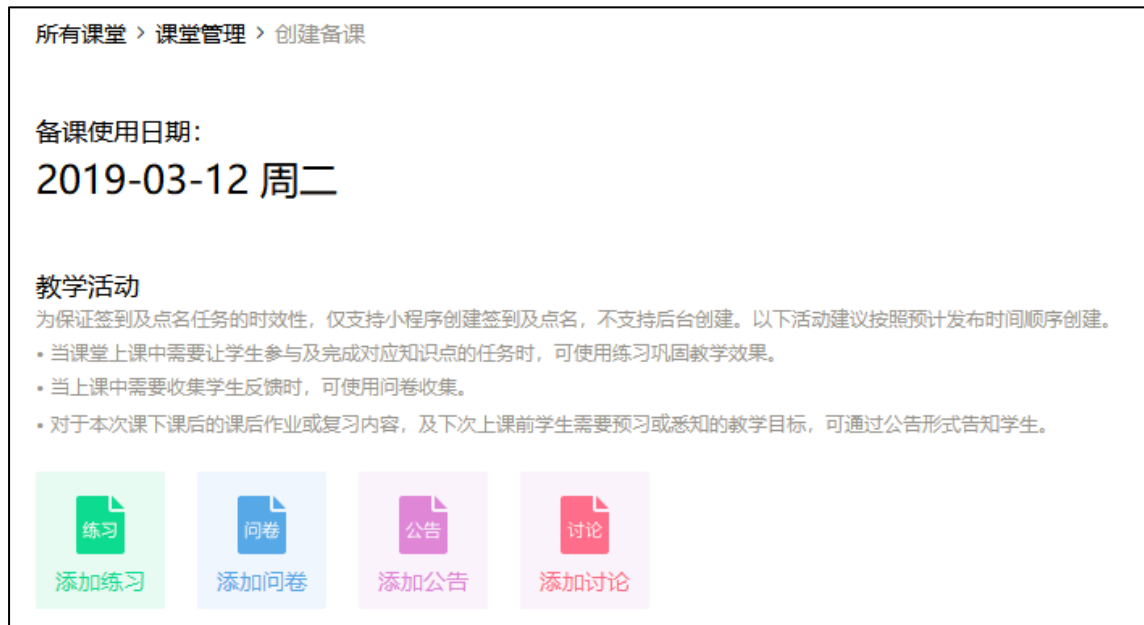 所有课堂 > 课堂管理 > 创建备课
备课使用日期:
2019-03-12 周二
教学活动
为保证签到及点名任务的时效性，仅支持小程序创建签到及点名，不支持后台创建。以下活动建议按照预计发布时间顺序创建。
• 当课堂上课中需要让学生参与及完成对应知识点的任务时，可使用练习巩固教学效果。
• 当上课中需要收集学生反馈时，可使用问卷收集。
• 对于本次课下课后的课后作业或复习内容，及下次上课前学生需要预习或悉知的教学目标，可通过公告形式告知学生。
练习 问卷 公告 讨论
添加练习 添加问卷 添加公告 添加讨论